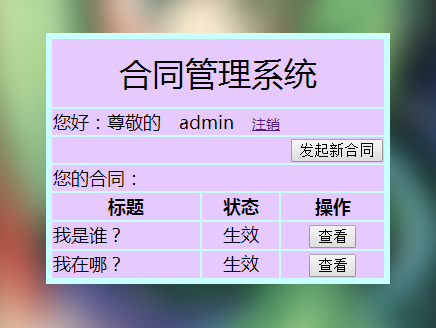 合同管理系统
您好：尊敬的 admin 注销
发起新合同
您的合同：
标题 状态 操作
我是谁？ 生效 查看
我在哪？ 生效 查看